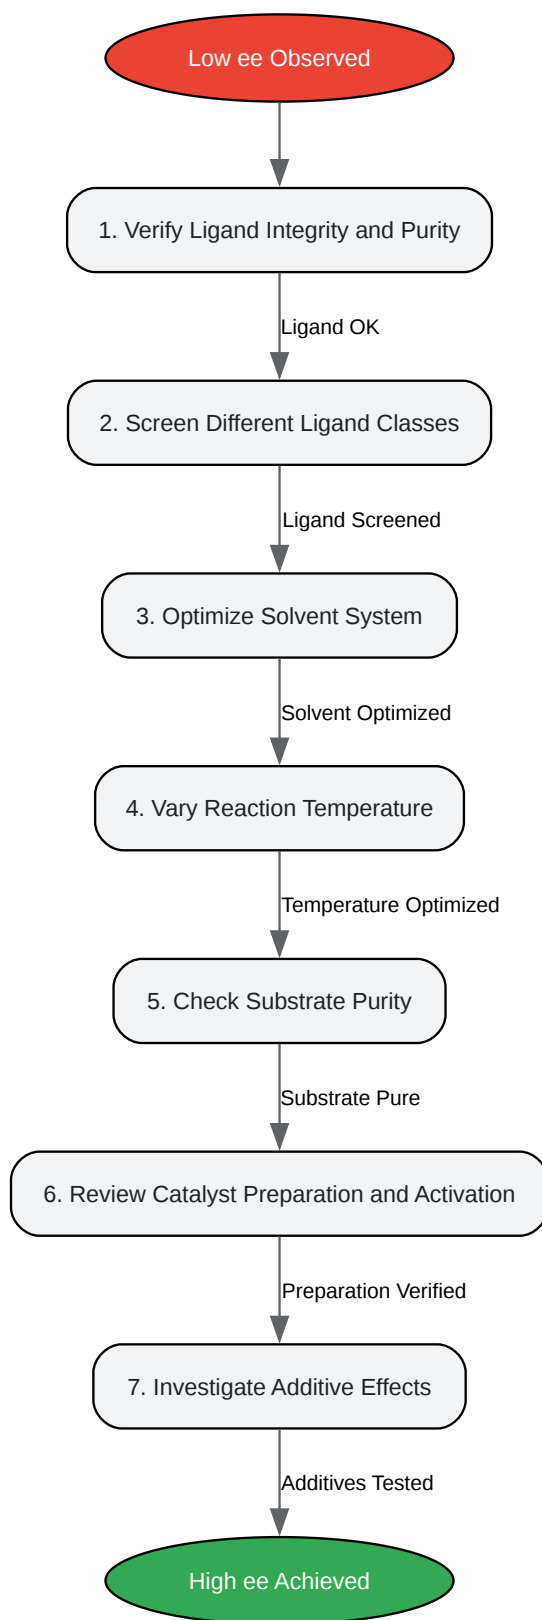 Low ee Observed
1. Verify Ligand Integrity and Purity
Ligand OK
2. Screen Different Ligand Classes
Ligand Screened
3. Optimize Solvent System
Solvent Optimized
4. Vary Reaction Temperature
Temperature Optimized
5. Check Substrate Purity
Substrate Pure
6. Review Catalyst Preparation and Activation
Preparation Verified
7. Investigate Additive Effects
Additives Tested
High ee Achieved